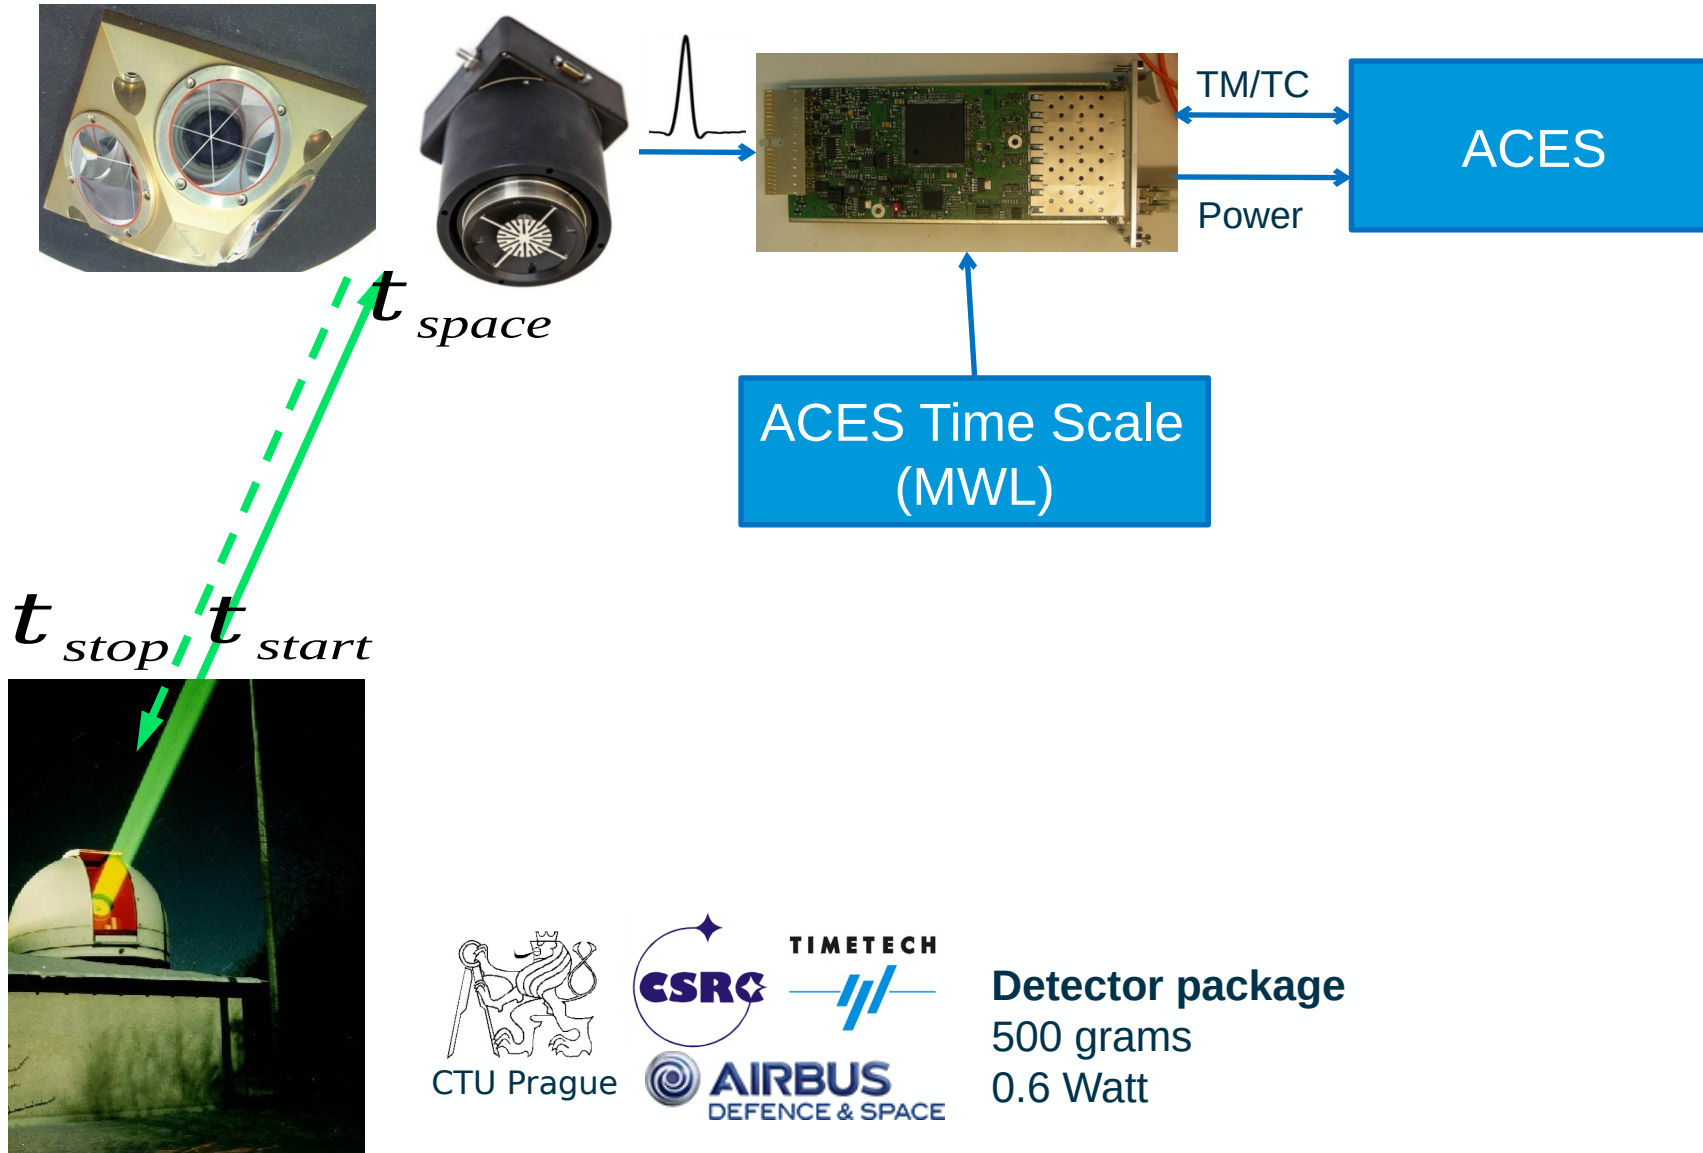 TM/TC
ACES
Power
t space
ACES Time Scale
(MWL)
t stop
t start
CSRC
TIMETECH
CTU Prague
AIRBUS
DEFENCE & SPACE
Detector package
500 grams
0.6 Watt